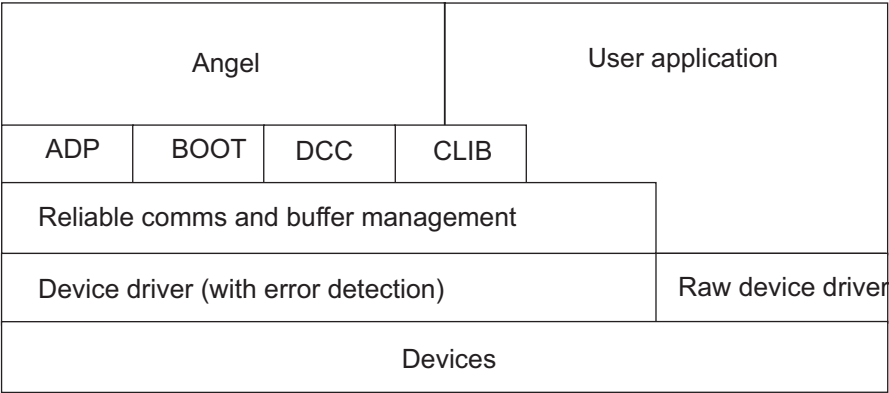 Angel
User application
ADP
BOOT
DCC
CLIB
Reliable comms and buffer management
Device driver (with error detection)
Raw device driver
Devices